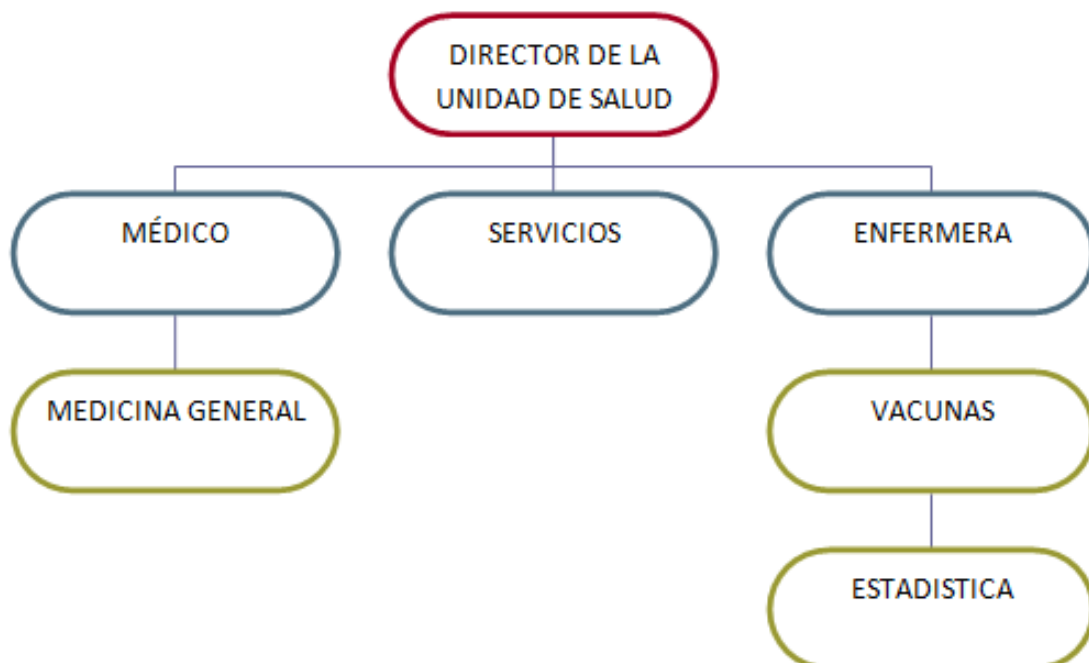 DIRECTOR DE LA
UNIDAD DE SALUD
MÉDICO
SERVICIOS
ENFERMERA
MEDICINA GENERAL
VACUNAS
ESTADISTICA